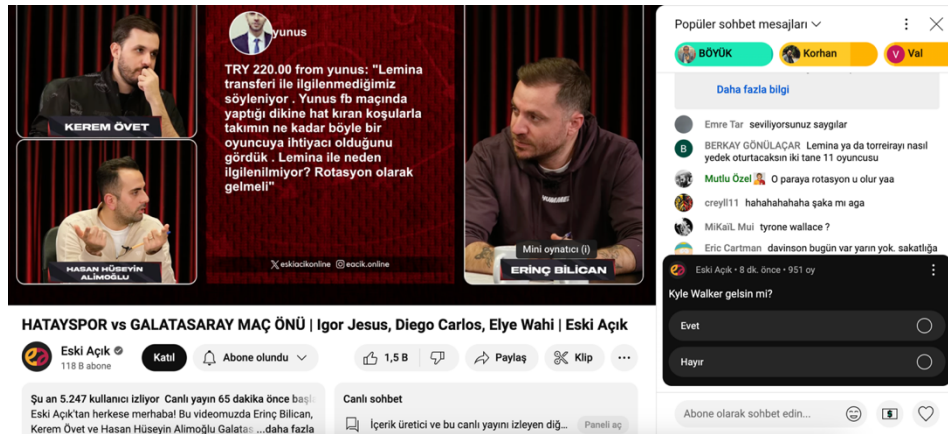 yunus
TRY 220.00 from yunus: "Lemina
transferi ile ilgilenmediğimiz
söyleniyor . Yunus fb maçında
yaptığı dikine hat kıran koşularla
takımın ne kadar böyle bir
oyuncuya ihtiyacı olduğunu
gördük . Lemina ile neden
ilgilenilmiyor? Rotasyon olarak
gelmeli"
KEREM ÖVET
HASAN HÜSEYİN
ALİMOĞLU
eskiacikonline eacik.online
Mini oynatıcı (i)
ERİNÇ BİLİCAN
HATAYSPOR vs GALATASARAY MAÇ ÖNÜ | Igor Jesus, Diego Carlos, Elye Wahi | Eski Açık
Eski Açık
118 B abone
Katıl
Abone olundu
1,5 B
Paylaş
Klip
Şu an 5.247 kullanıcı izliyor Canlı yayın 65 dakika önce başla
Eski Açık'tan herkese merhaba! Bu videomuzda Erinç Bilican,
Kerem Övet ve Hasan Hüseyin Alimoğlu Galatas ...daha fazla
Canlı sohbet
İçerik üretici ve bu canlı yayını izleyen diğ...
Paneli aç
Popüler sohbet mesajları
BÖYÜK
Korhan
V Val
Daha fazla bilgi
Emre Tar seviliyorsunuz saygılar
B BERKAY GÖNÜLAÇAR Lemina ya da torreirayı nasıl
yedek oturtacaksın iki tane 11 oyuncusu
Mutlu Özel O paraya rotasyon u olur yaa
creyll11 hahahahahaha şaka mı aga
MiKaiL Mui tyrone wallace ?
Eric Cartman davinson bugün var yarın yok. sakatlığa
Eski Açık • 8 dk. önce • 951 oy
Kyle Walker gelsin mi?
Evet
Hayır
Abone olarak sohbet edin...